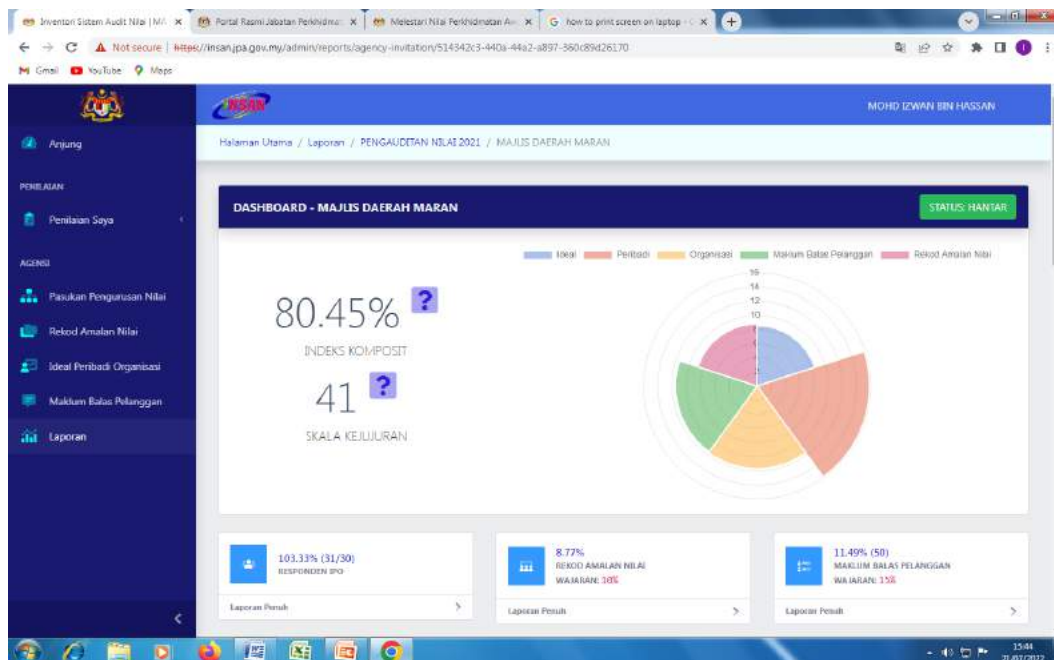 Inventori Sistem Audit Nilai | MA
Portal Rasmi Jabatan Perkhidma
Melestari Nilai Perkhidmatan Aw
how to print screen on laptop -
Not secure | https://insan.jpa.gov.my/admin/reports/agency-invitation/514342c3-440a-44a2-a897-360c89d26170
Gmail YouTube Maps
INSAN
MOHD IZWAN BIN HASSAN
Anjung
Halaman Utama / Laporan / PENGAUDITAN NILAI 2021 / MAJLIS DAERAH MARAN
PENILAIAN
Penilaian Saya
AGENSI
Pasukan Pengurusan Nilai
Rekod Amalan Nilai
Ideal Peribadi Organisasi
Maklum Balas Pelanggan
Laporan
DASHBOARD - MAJLIS DAERAH MARAN
STATUS: HANTAR
Ideal Peribadi Organisasi Maklum Balas Pelanggan Rekod Amalan Nilai
16
14
12
10
80.45% ?
INDEKS KOMPOSIT
41 ?
SKALA KEJUJURAN
103.33% (31/30)
RESPONDEN IPO
Laporan Penuh
8.77%
REKOD AMALAN NILAI
WAJARAN: 10%
Laporan Penuh
11.49% (50)
MAKLUM BALAS PELANGGAN
WAJARAN: 15%
Laporan Penuh
15:44
21/07/2022